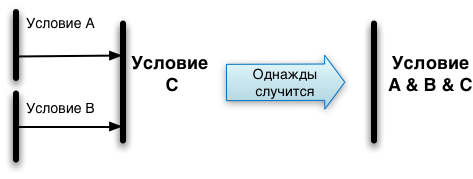 Условие A
Условие B
Условие
C
Однажды
случится
Условие
A & B & C